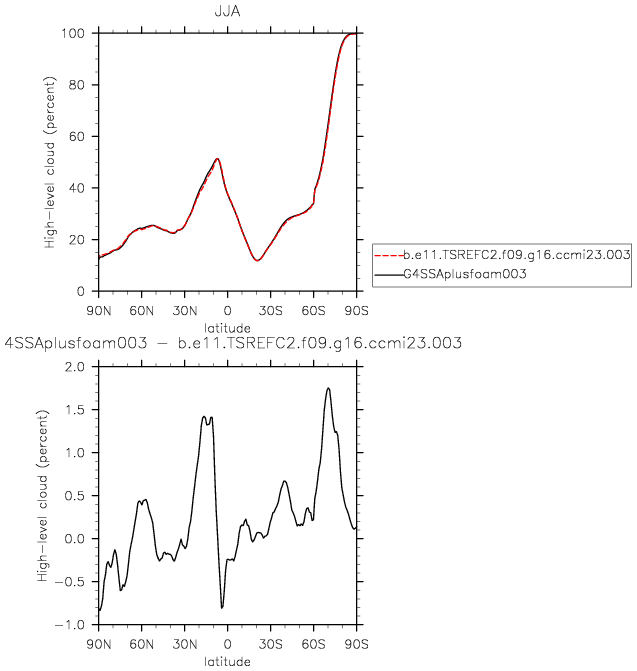 JJA
100
80
60
40
20
0
High-level cloud (percent)
90N 60N 30N 0 30S 60S 90S
latitude
b.e11.TSREFC2.f09.g16.ccmi23.003
G4SSAplusfoam003
4SSAplusfoam003 - b.e11.TSREFC2.f09.g16.ccmi23.003
2.0
1.5
1.0
0.5
0.0
-0.5
-1.0
High-level cloud (percent)
90N 60N 30N 0 30S 60S 90S
latitude